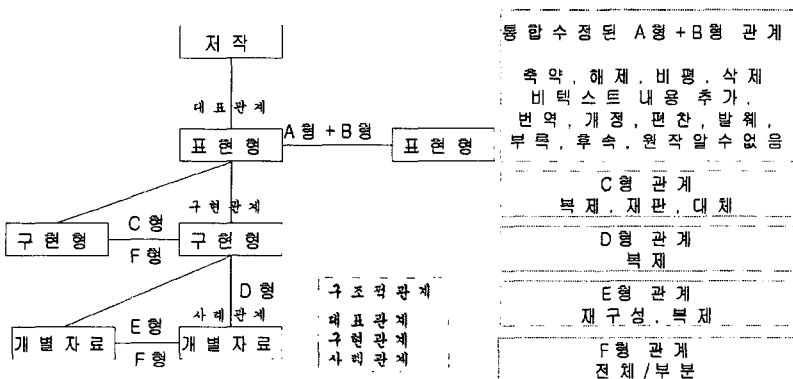 저작
대표관계
표현형
A형+B형
표현형
구현관계
구현형
C형
F형
구현형
D형
사례관계
개별자료
E형
F형
개별자료
구조적관계
대표관계
구현관계
사례관계
통합수정된 A형+B형 관계
축약, 해제, 비평, 삭제
비텍스트 내용 추가,
번역, 개정, 편찬, 발췌,
부록, 후속, 원작알수없음
C형 관계
복제, 재판, 대체
D형 관계
복제
E형 관계
재구성, 복제
F형 관계
전체/부분